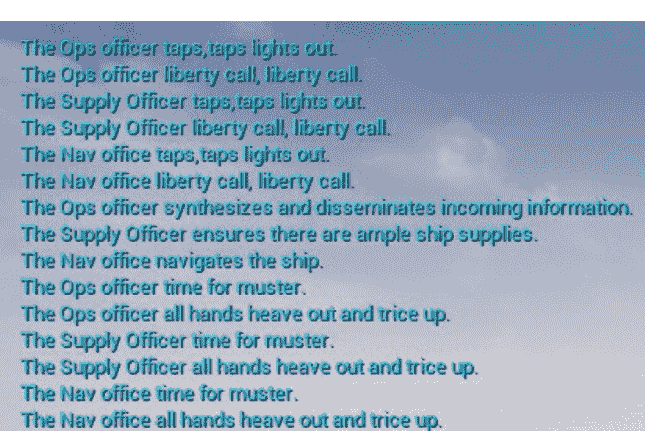 The Ops officer taps,taps lights out.
The Ops officer liberty call, liberty call.
The Supply Officer taps,taps lights out.
The Supply Officer liberty call, liberty call.
The Nav office taps,taps lights out.
The Nav office liberty call, liberty call.
The Ops officer synthesizes and disseminates incoming information.
The Supply Officer ensures there are ample ship supplies.
The Nav office navigates the ship.
The Ops officer time for muster.
The Ops officer all hands heave out and trice up.
The Supply Officer time for muster.
The Supply Officer all hands heave out and trice up.
The Nav office time for muster.
The Nav office all hands heave out and trice up.